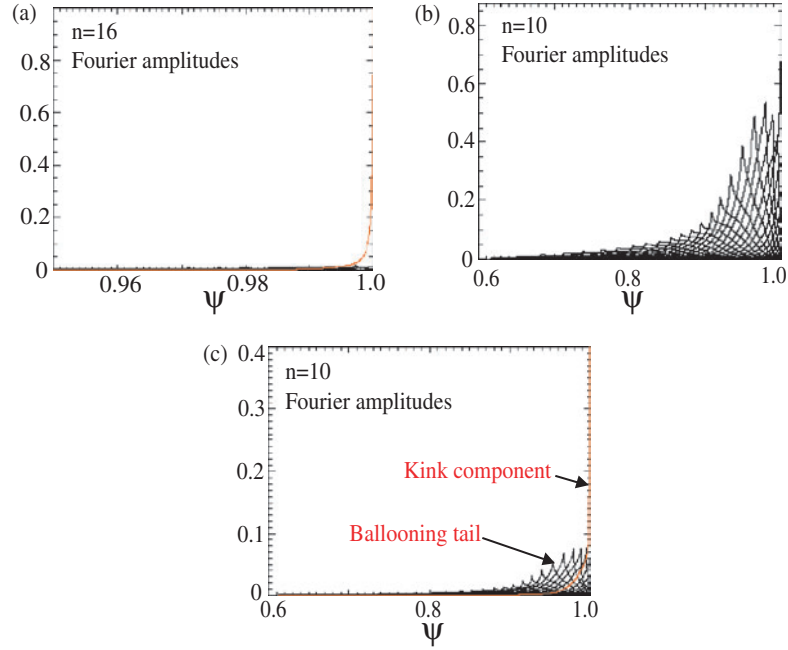 (a)
n=16
Fourier amplitudes
0.8
0.6
0.4
0.2
0
0.96
0.98
1.0
Ψ
(b)
n=10
Fourier amplitudes
0.8
0.6
0.4
0.2
0
0.6
0.8
1.0
Ψ
(c)
n=10
Fourier amplitudes
0.4
0.3
0.2
0.1
0
Kink component
Ballooning tail
0.6
0.8
1.0
Ψ